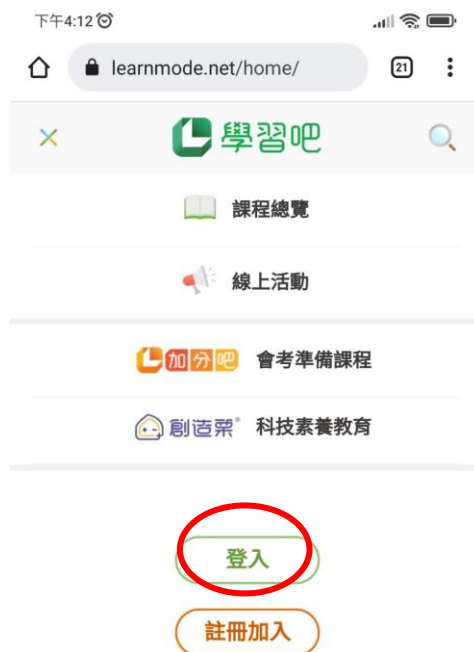 下午4:12
learnmode.net/home/
21
學習吧
課程總覽
線上活動
加分吧 會考準備課程
創造栗® 科技素養教育
登入
註冊加入